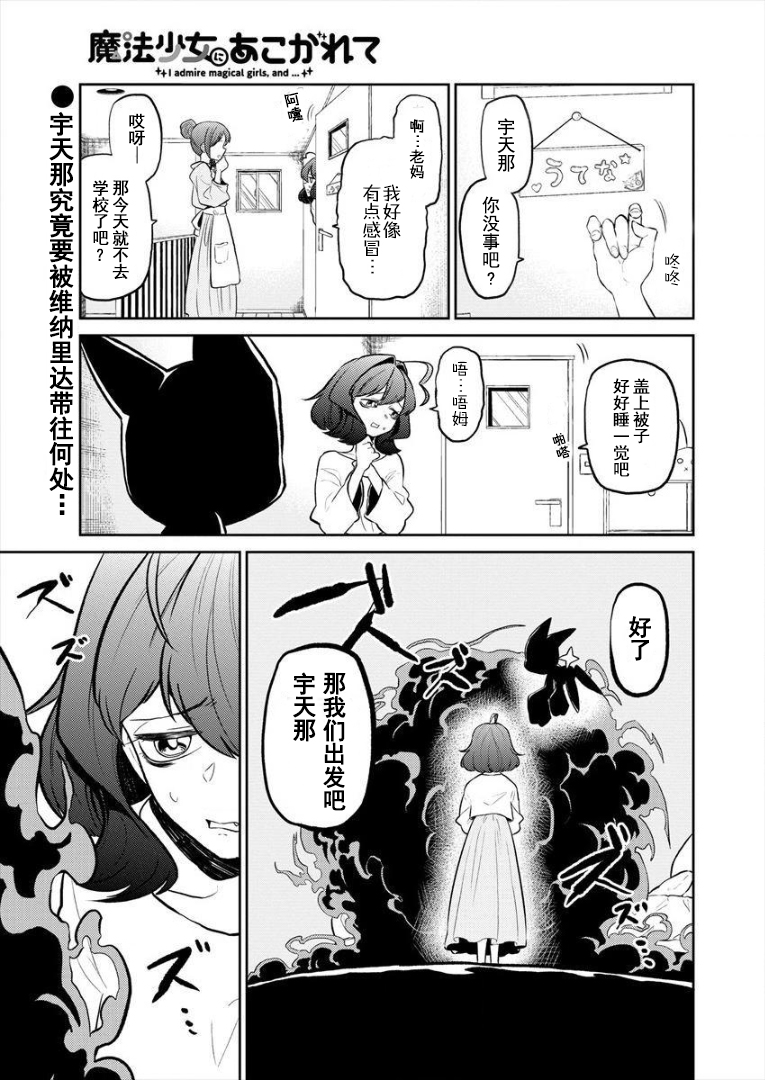 魔法少女にあこがれて
I admire magical girls, and ...
●宇天那究竟要被维纳里达带往何处…
宇天那
你没事吧？
うてな
咚咚
啊…老妈
我好像
有点感冒…
阿嚏
哎呀—
那今天就不去
学校了吧？
盖上被子
好好睡一觉吧
啪嗒
唔…唔姆
好了
ズズ
那我们出发吧
宇天那
ズズ…
ズズ
ズ…